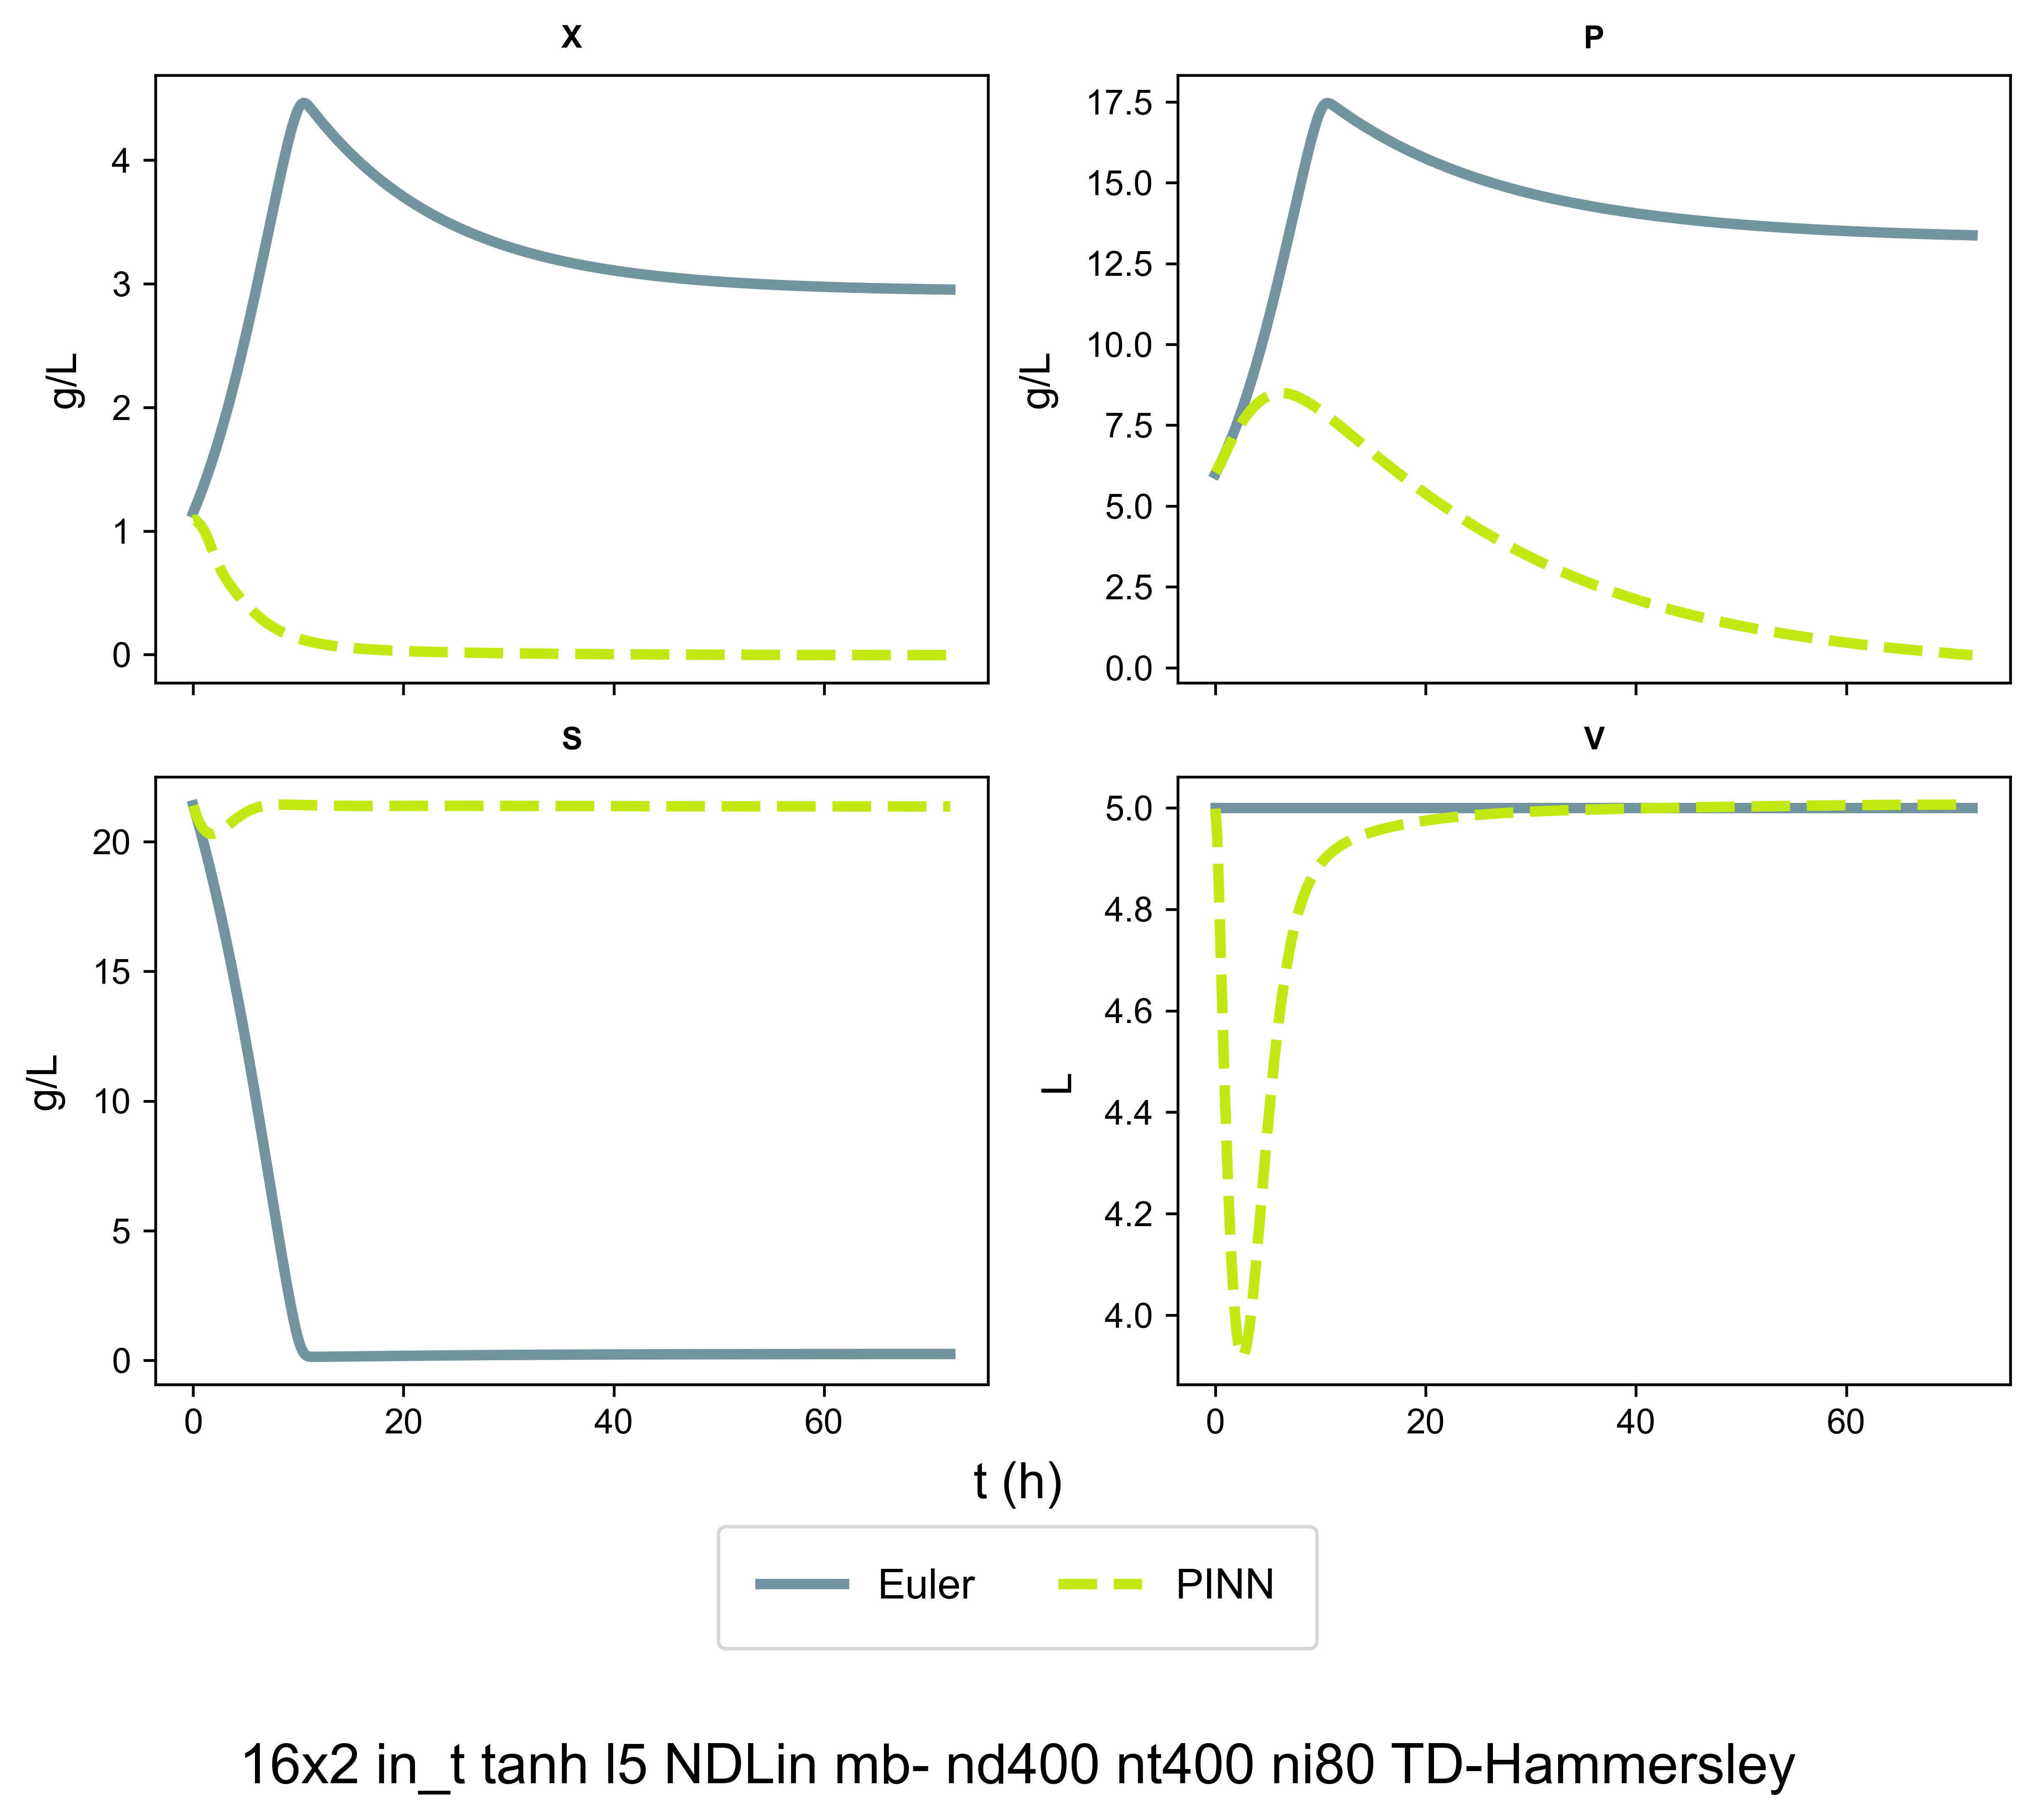 X
4
3
2
1
0
g/L
P
17.5
15.0
12.5
10.0
7.5
5.0
2.5
0.0
g/L
S
20
15
10
5
0
g/L
0 20 40 60
V
5.0
4.8
4.6
4.4
4.2
4.0
L
0 20 40 60
t (h)
Euler PINN
16x2 in_t tanh l5 NDLin mb- nd400 nt400 ni80 TD-Hammersley